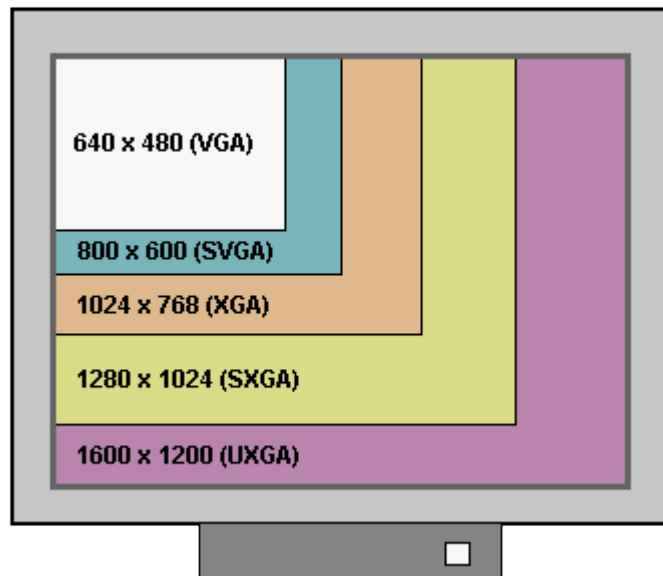 640 x 480 (VGA)
800 x 600 (SVGA)
1024 x 768 (XGA)
1280 x 1024 (SXGA)
1600 x 1200 (UXGA)